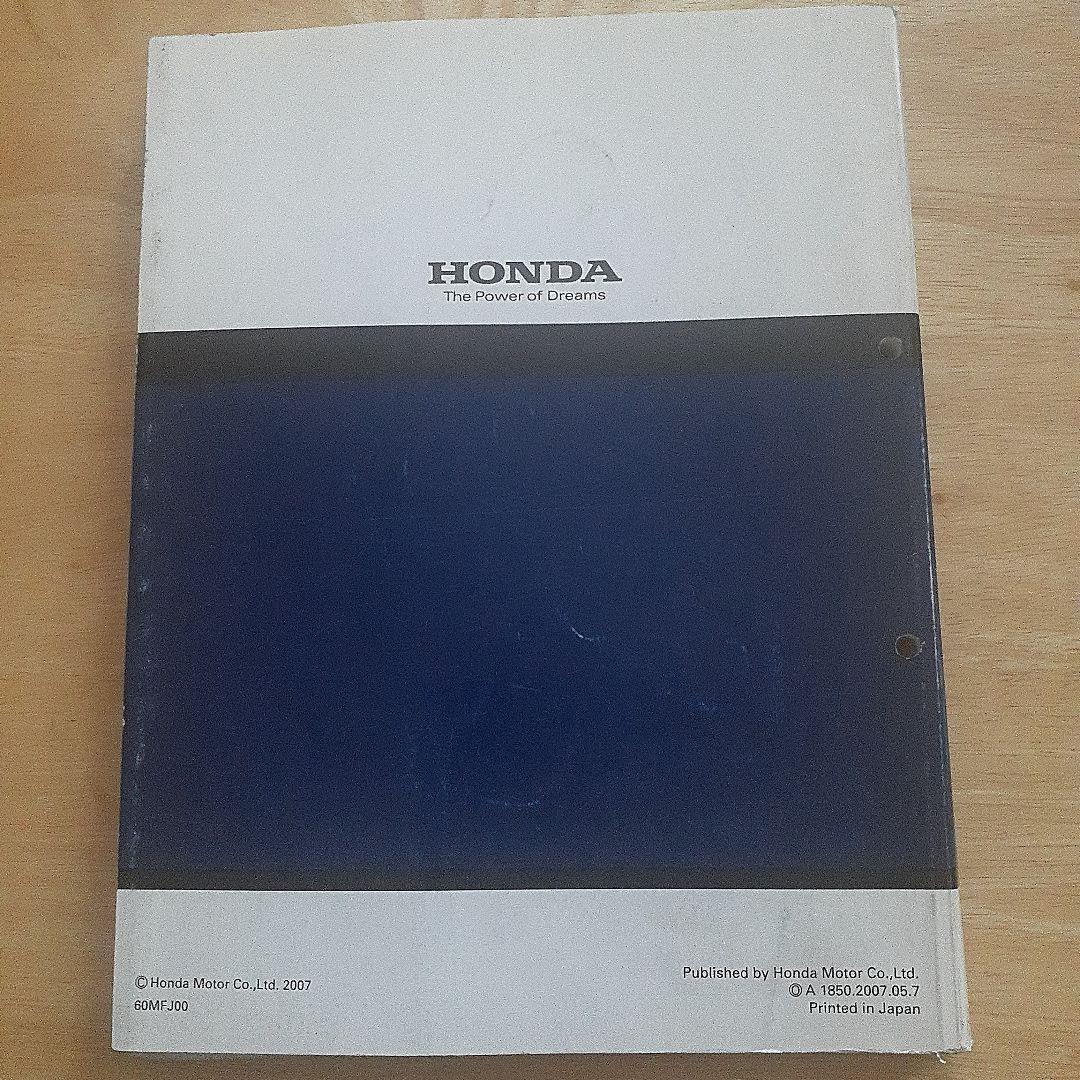 HONDA
The Power of Dreams
© Honda Motor Co.,Ltd. 2007
60MFJ00
Published by Honda Motor Co.,Ltd.
Ⓞ A 1850.2007.05.7
Printed in Japan